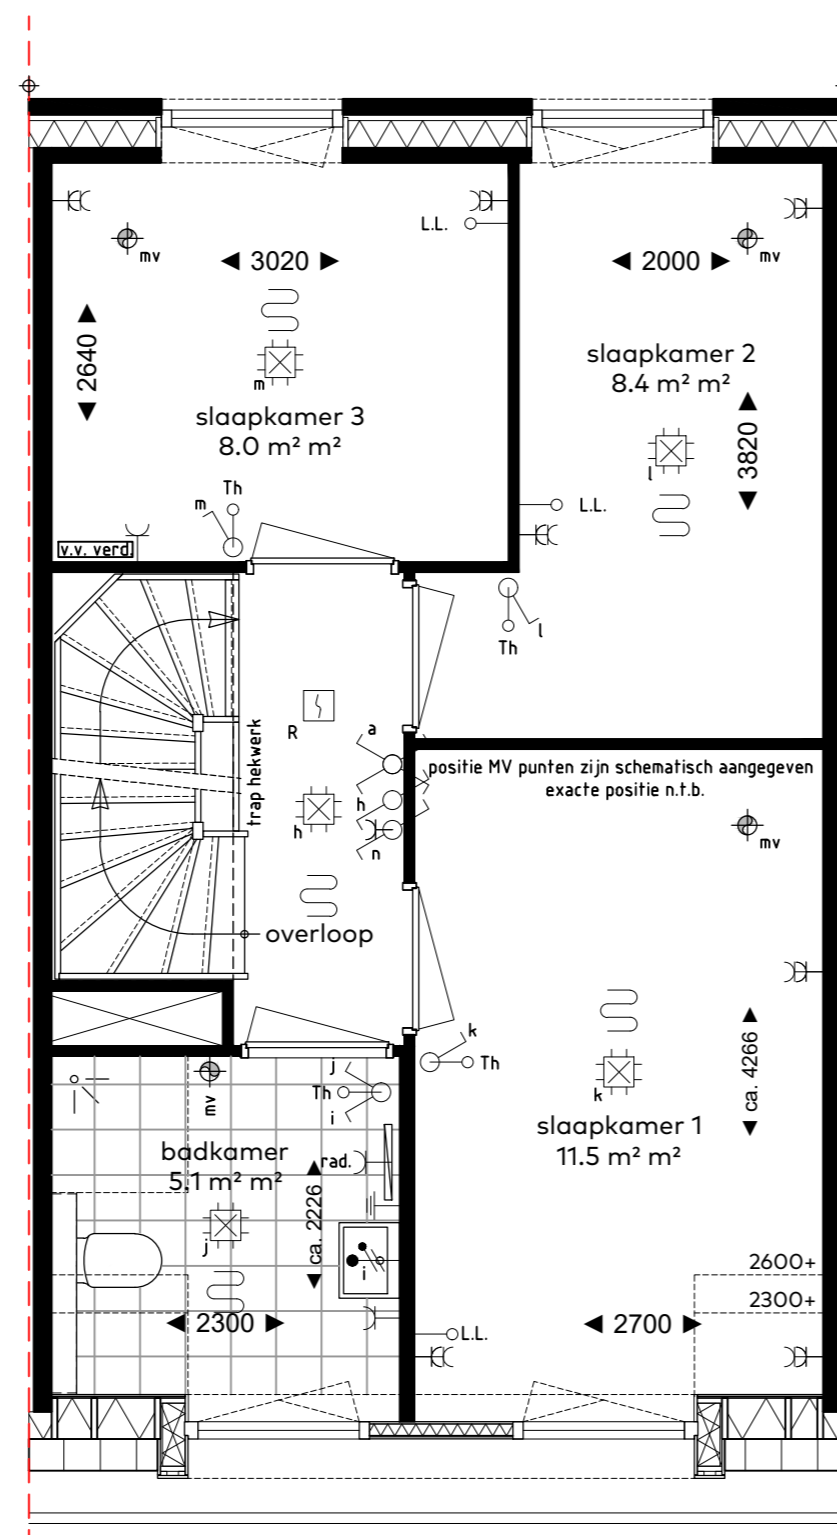 L.L.
mv
mv
3020
2000
2640
slaapkamer 2
8.4 m² m²
m
slaapkamer 3
8.0 m² m²
3820
l
m
Th
L.L.
v.v. verd.
l
Th
R
a
trap hekwerk
positie MV punten zijn schematisch aangegeven
exacte positie n.t.b.
h
h
n
mv
overloop
k
Th
j
Th
i
mv
ca. 4266
k
slaapkamer 1
11.5 m² m²
badkamer
5.1 m² m²
rad.
ca. 2226
j
i
2600+
2300+
2300
2700
L.L.